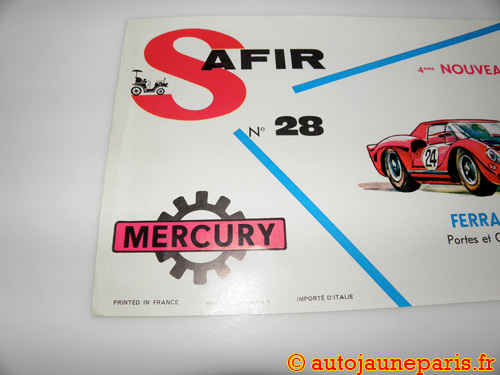 SAFIR
4ème NOUVEA
N° 28
24
FERRA
Portes et C
MERCURY
PRINTED IN FRANCE
IMPORTÉ D'ITALIE
© autojauneparis.fr